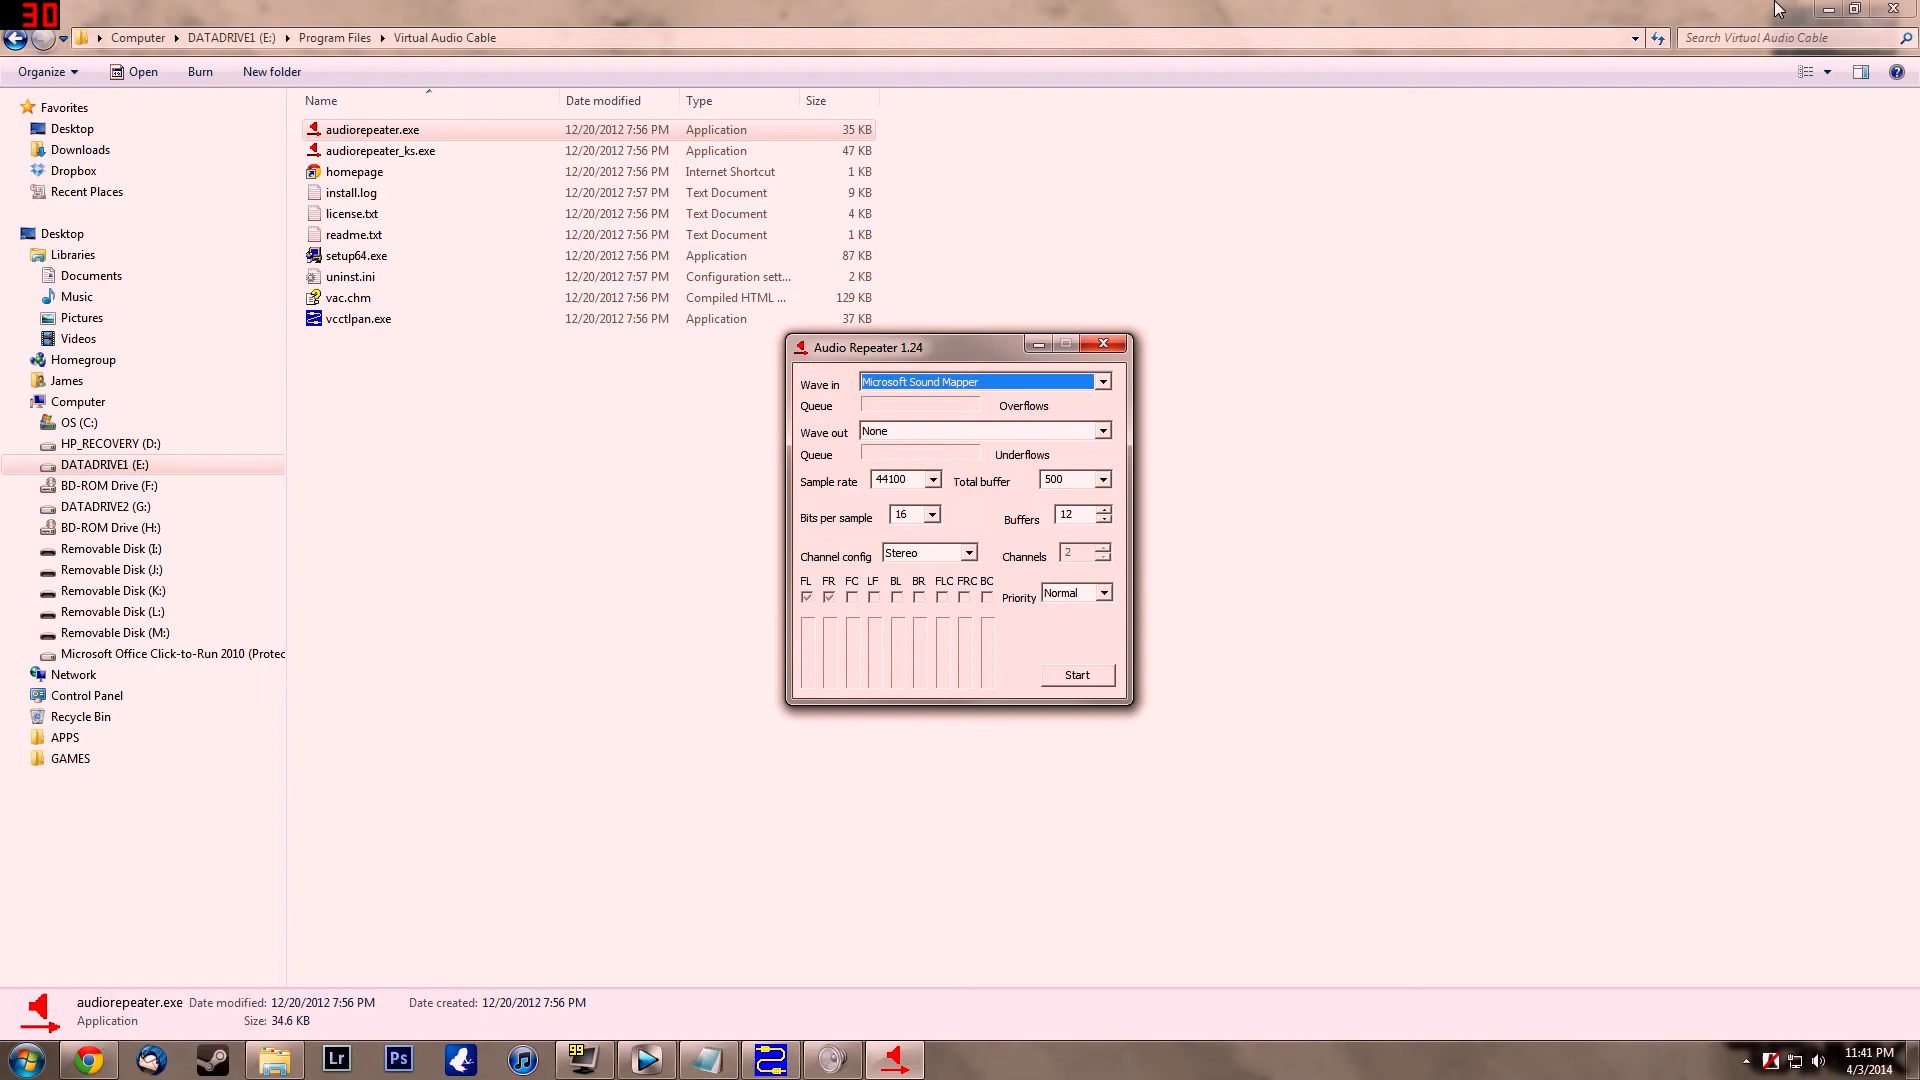 30
Computer DATADRIVE1 (E:) Program Files Virtual Audio Cable Search Virtual Audio Cable
Organize Open Burn New folder
Name Date modified Type Size
Favorites
Desktop
Downloads
Dropbox
Recent Places
Desktop
Libraries
Documents
Music
Pictures
Videos
Homegroup
James
Computer
OS (C:)
HP_RECOVERY (D:)
DATADRIVE1 (E:)
BD-ROM Drive (F:)
DATADRIVE2 (G:)
BD-ROM Drive (H:)
Removable Disk (I:)
Removable Disk (J:)
Removable Disk (K:)
Removable Disk (L:)
Removable Disk (M:)
Microsoft Office Click-to-Run 2010 (Protec
Network
Control Panel
Recycle Bin
APPS
GAMES
audiorepeater.exe 12/20/2012 7:56 PM Application 35 KB
audiorepeater_ks.exe 12/20/2012 7:56 PM Application 47 KB
homepage 12/20/2012 7:56 PM Internet Shortcut 1 KB
install.log 12/20/2012 7:57 PM Text Document 9 KB
license.txt 12/20/2012 7:56 PM Text Document 4 KB
readme.txt 12/20/2012 7:56 PM Text Document 1 KB
setup64.exe 12/20/2012 7:56 PM Application 87 KB
uninst.ini 12/20/2012 7:57 PM Configuration sett... 2 KB
vac.chm 12/20/2012 7:56 PM Compiled HTML ... 129 KB
vcctlpan.exe 12/20/2012 7:56 PM Application 37 KB
Audio Repeater 1.24
Wave in Microsoft Sound Mapper
Queue Overflows
Wave out None
Queue Underflows
Sample rate 44100 Total buffer 500
Bits per sample 16 Buffers 12
Channel config Stereo Channels 2
FL FR FC LF BL BR FLC FRC BC
Priority Normal
Start
audiorepeater.exe Date modified: 12/20/2012 7:56 PM Date created: 12/20/2012 7:56 PM
Application Size: 34.6 KB
Lr Ps 99
11:41 PM
4/3/2014